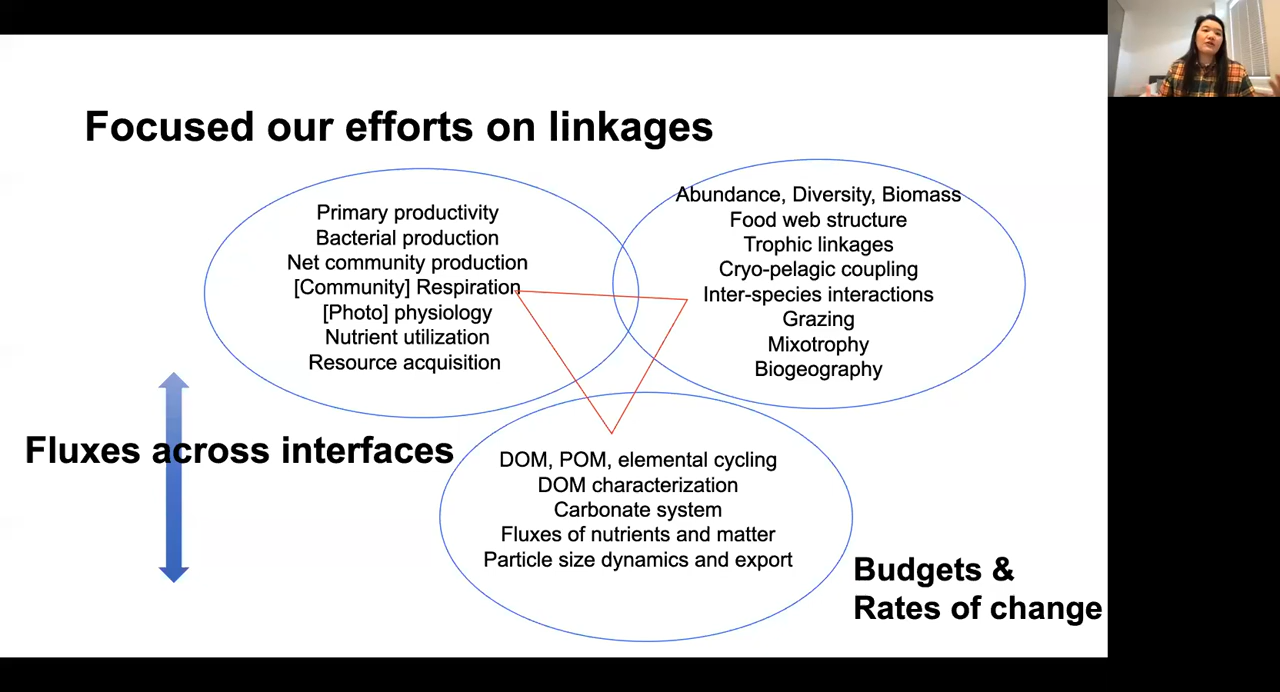 Focused our efforts on linkages
Primary productivity
Bacterial production
Net community production
[Community] Respiration
[Photo] physiology
Nutrient utilization
Resource acquisition
Abundance, Diversity, Biomass
Food web structure
Trophic linkages
Cryo-pelagic coupling
Inter-species interactions
Grazing
Mixotrophy
Biogeography
Fluxes across interfaces
DOM, POM, elemental cycling
DOM characterization
Carbonate system
Fluxes of nutrients and matter
Particle size dynamics and export
Budgets &
Rates of change